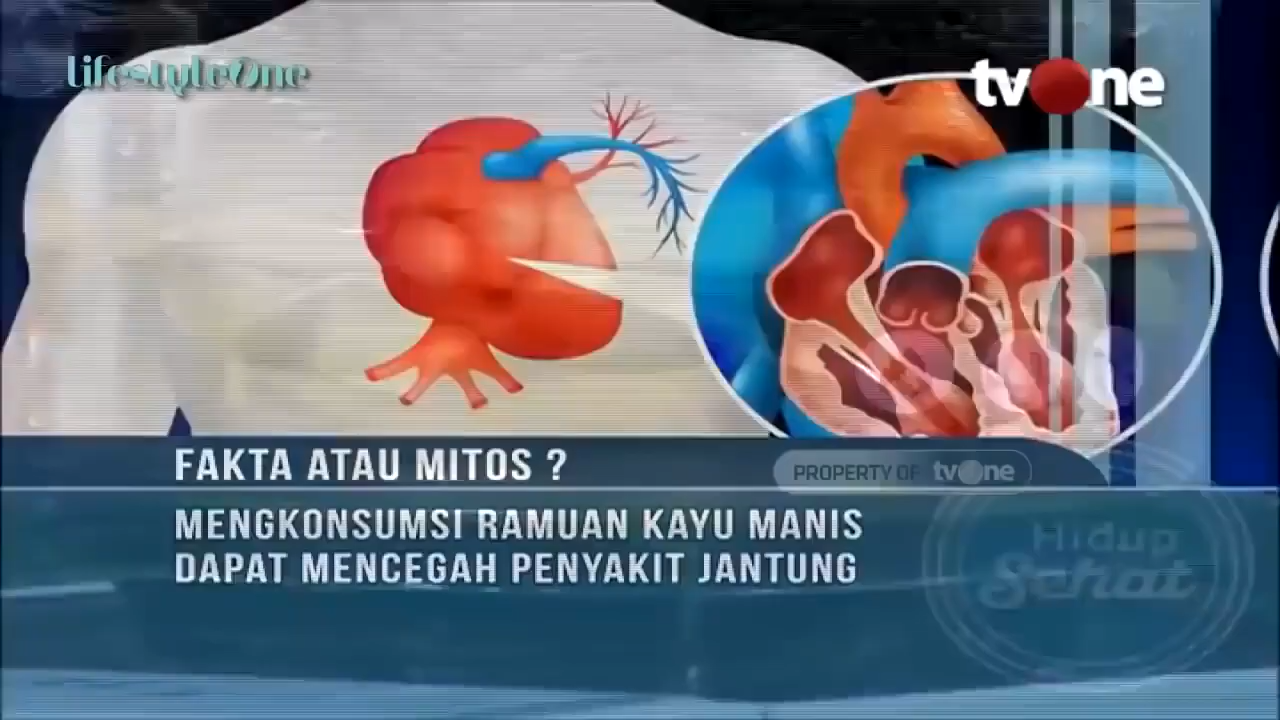 lifestyleOne
tvOne
FAKTA ATAU MITOS ?
PROPERTY OF tvOne
MENGKONSUMSI RAMUAN KAYU MANIS
DAPAT MENCEGAH PENYAKIT JANTUNG
Hidup
Sehat